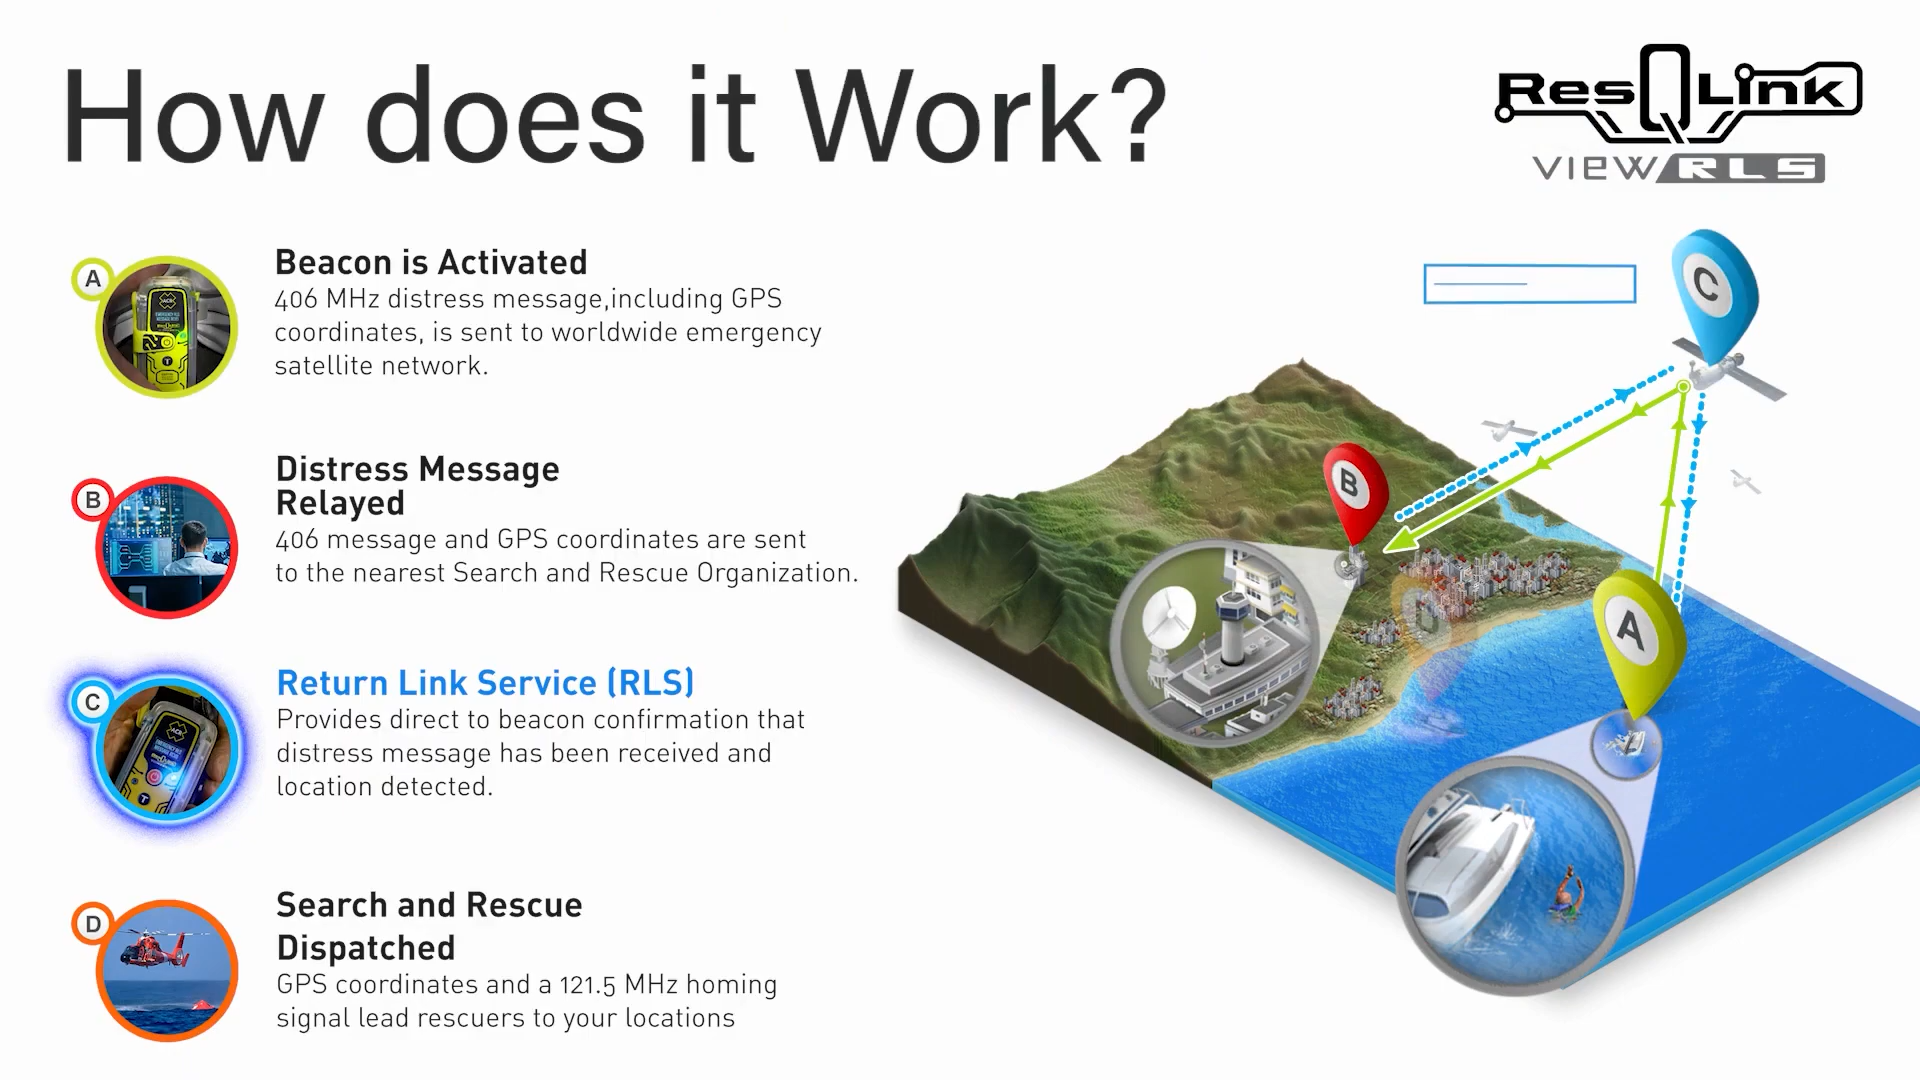 How does it Work?
ResQLink
VIEW RLS
A
Beacon is Activated
406 MHz distress message,including GPS
coordinates, is sent to worldwide emergency
satellite network.
B
Distress Message
Relayed
406 message and GPS coordinates are sent
to the nearest Search and Rescue Organization.
C
Return Link Service (RLS)
Provides direct to beacon confirmation that
distress message has been received and
location detected.
D
Search and Rescue
Dispatched
GPS coordinates and a 121.5 MHz homing
signal lead rescuers to your locations
C
B
D
A